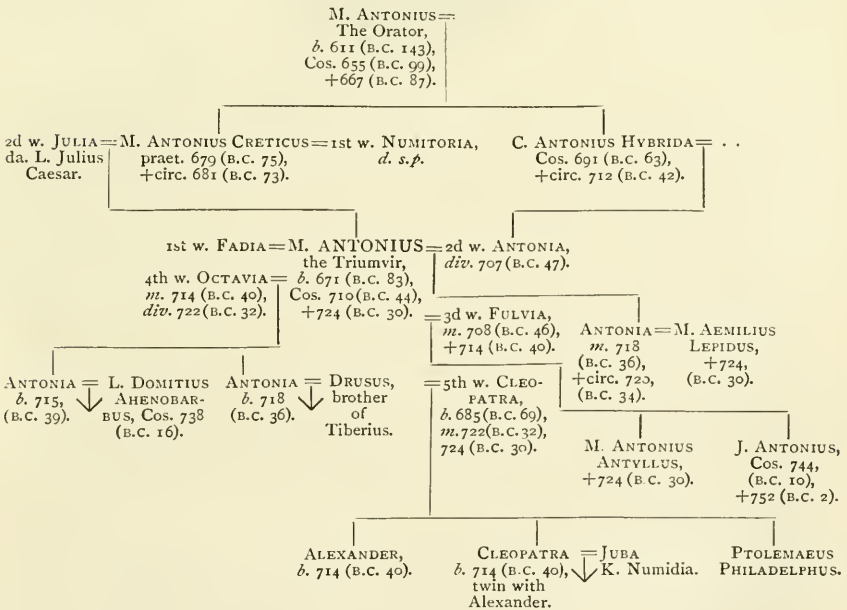 M. ANTONIUS=
The Orator,
b. 611 (B.C. 143),
Cos. 655 (B.C. 99),
+667 (B.C. 87).
2d w. JULIA=M. ANTONIUS CRETICUS=1st w. NUMITORIA,
da. L. Julius
Caesar.
praet. 679 (B.C. 75),
+circ. 681 (B.C. 73).
d. s.p.
C. ANTONIUS HYBRIDA= . .
Cos. 691 (B.C. 63),
+circ. 712 (B.C. 42).
1st w. FADIA=M. ANTONIUS=2d w. ANTONIA,
the Triumvir,
b. 671 (B.C. 83),
Cos. 710 (B.C. 44),
+724 (B.C. 30).
div. 707 (B.C. 47).
4th w. OCTAVIA=
m. 714 (B.C. 40),
div. 722 (B.C. 32).
=3d w. FULVIA,
m. 708 (B.C. 46),
+714 (B.C. 40).
ANTONIA=M. AEMILIUS
m. 718
(B.C. 36),
+circ. 720,
(B.C. 34).
LEPIDUS,
+724,
(B.C. 30).
ANTONIA =
b. 715,
(B.C. 39).
L. DOMITIUS
AHENOBAR-
BUS, Cos. 738
(B.C. 16).
ANTONIA =
b. 718
(B.C. 36).
DRUSUS,
brother
of
Tiberius.
=5th w. CLEO-
PATRA,
b. 685 (B.C. 69),
m. 722 (B.C. 32),
724 (B.C. 30).
M. ANTONIUS
ANTYLLUS,
+724 (B.C. 30).
J. ANTONIUS,
Cos. 744,
(B.C. 10),
+752 (B.C. 2).
ALEXANDER,
b. 714 (B.C. 40).
CLEOPATRA =JUBA
b. 714 (B.C. 40),
twin with
Alexander.
K. Numidia.
PTOLEMAEUS
PHILADELPHUS.